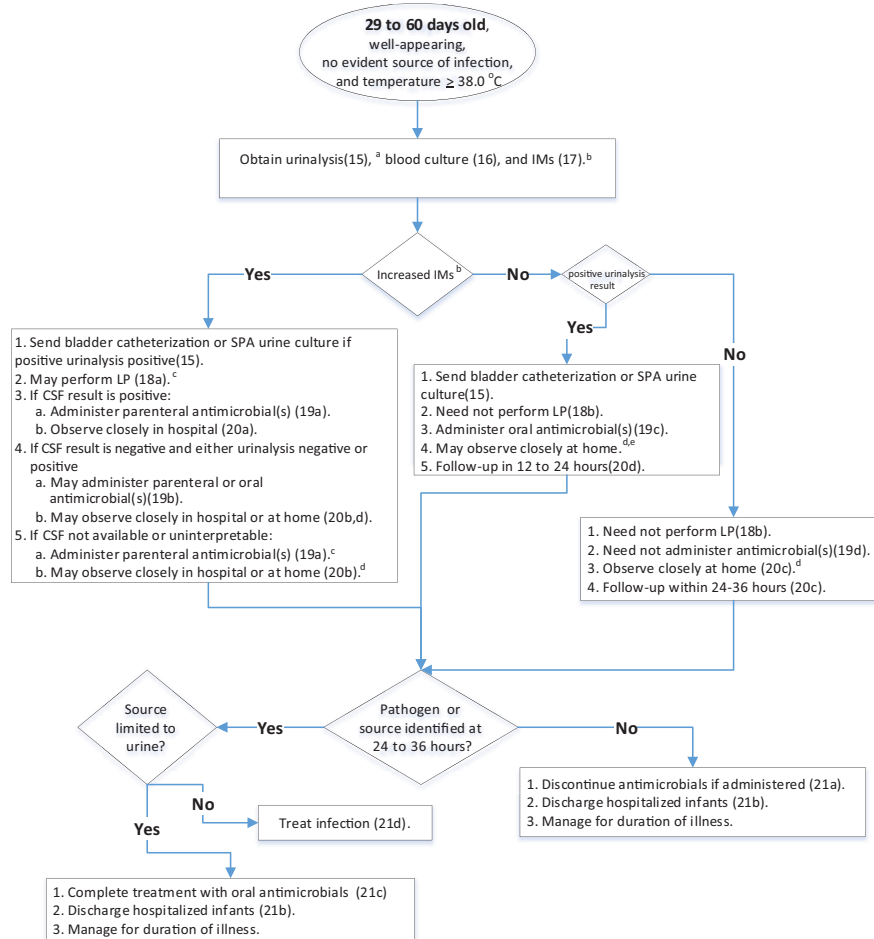 29 to 60 days old,
well-appearing,
no evident source of infection,
and temperature ≥ 38.0 °C
Obtain urinalysis(15), a blood culture (16), and IMs (17).b
Increased IMs b
Yes
No
positive urinalysis
result
Yes
No
1. Send bladder catheterization or SPA urine culture if
positive urinalysis positive(15).
2. May perform LP (18a).c
3. If CSF result is positive:
a. Administer parenteral antimicrobial(s) (19a).
b. Observe closely in hospital (20a).
4. If CSF result is negative and either urinalysis negative or
positive
a. May administer parenteral or oral
antimicrobial(s)(19b).
b. May observe closely in hospital or at home (20b,d).
5. If CSF not available or uninterpretable:
a. Administer parenteral antimicrobial(s) (19a).c
b. May observe closely in hospital or at home (20b).d
1. Send bladder catheterization or SPA urine
culture(15).
2. Need not perform LP(18b).
3. Administer oral antimicrobial(s)(19c).
4. May observe closely at home.d,e
5. Follow-up in 12 to 24 hours(20d).
1. Need not perform LP(18b).
2. Need not administer antimicrobial(s)(19d).
3. Observe closely at home (20c).d
4. Follow-up within 24-36 hours (20c).
Pathogen or
source identified at
24 to 36 hours?
Yes
No
Source
limited to
urine?
No
Yes
Treat infection (21d).
1. Discontinue antimicrobials if administered (21a).
2. Discharge hospitalized infants (21b).
3. Manage for duration of illness.
1. Complete treatment with oral antimicrobials (21c)
2. Discharge hospitalized infants (21b).
3. Manage for duration of illness.